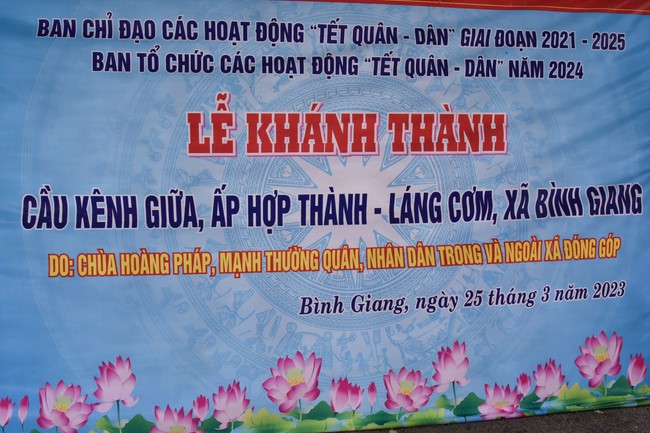 BAN CHỈ ĐẠO CÁC HOẠT ĐỘNG “TẾT QUÂN - DÂN” GIAI ĐOẠN 2021 - 2025
BAN TỔ CHỨC CÁC HOẠT ĐỘNG “TẾT QUÂN - DÂN” NĂM 2024
LỄ KHÁNH THÀNH
CẦU KÊNH GIỮA, ẤP HỢP THÀNH - LÁNG CƠM, XÃ BÌNH GIANG
DO: CHÙA HOÀNG PHÁP, MẠNH THƯỜNG QUÂN, NHÂN DÂN TRONG VÀ NGOÀI XÃ ĐÓNG GÓP
Bình Giang, ngày 25 tháng 3 năm 2023